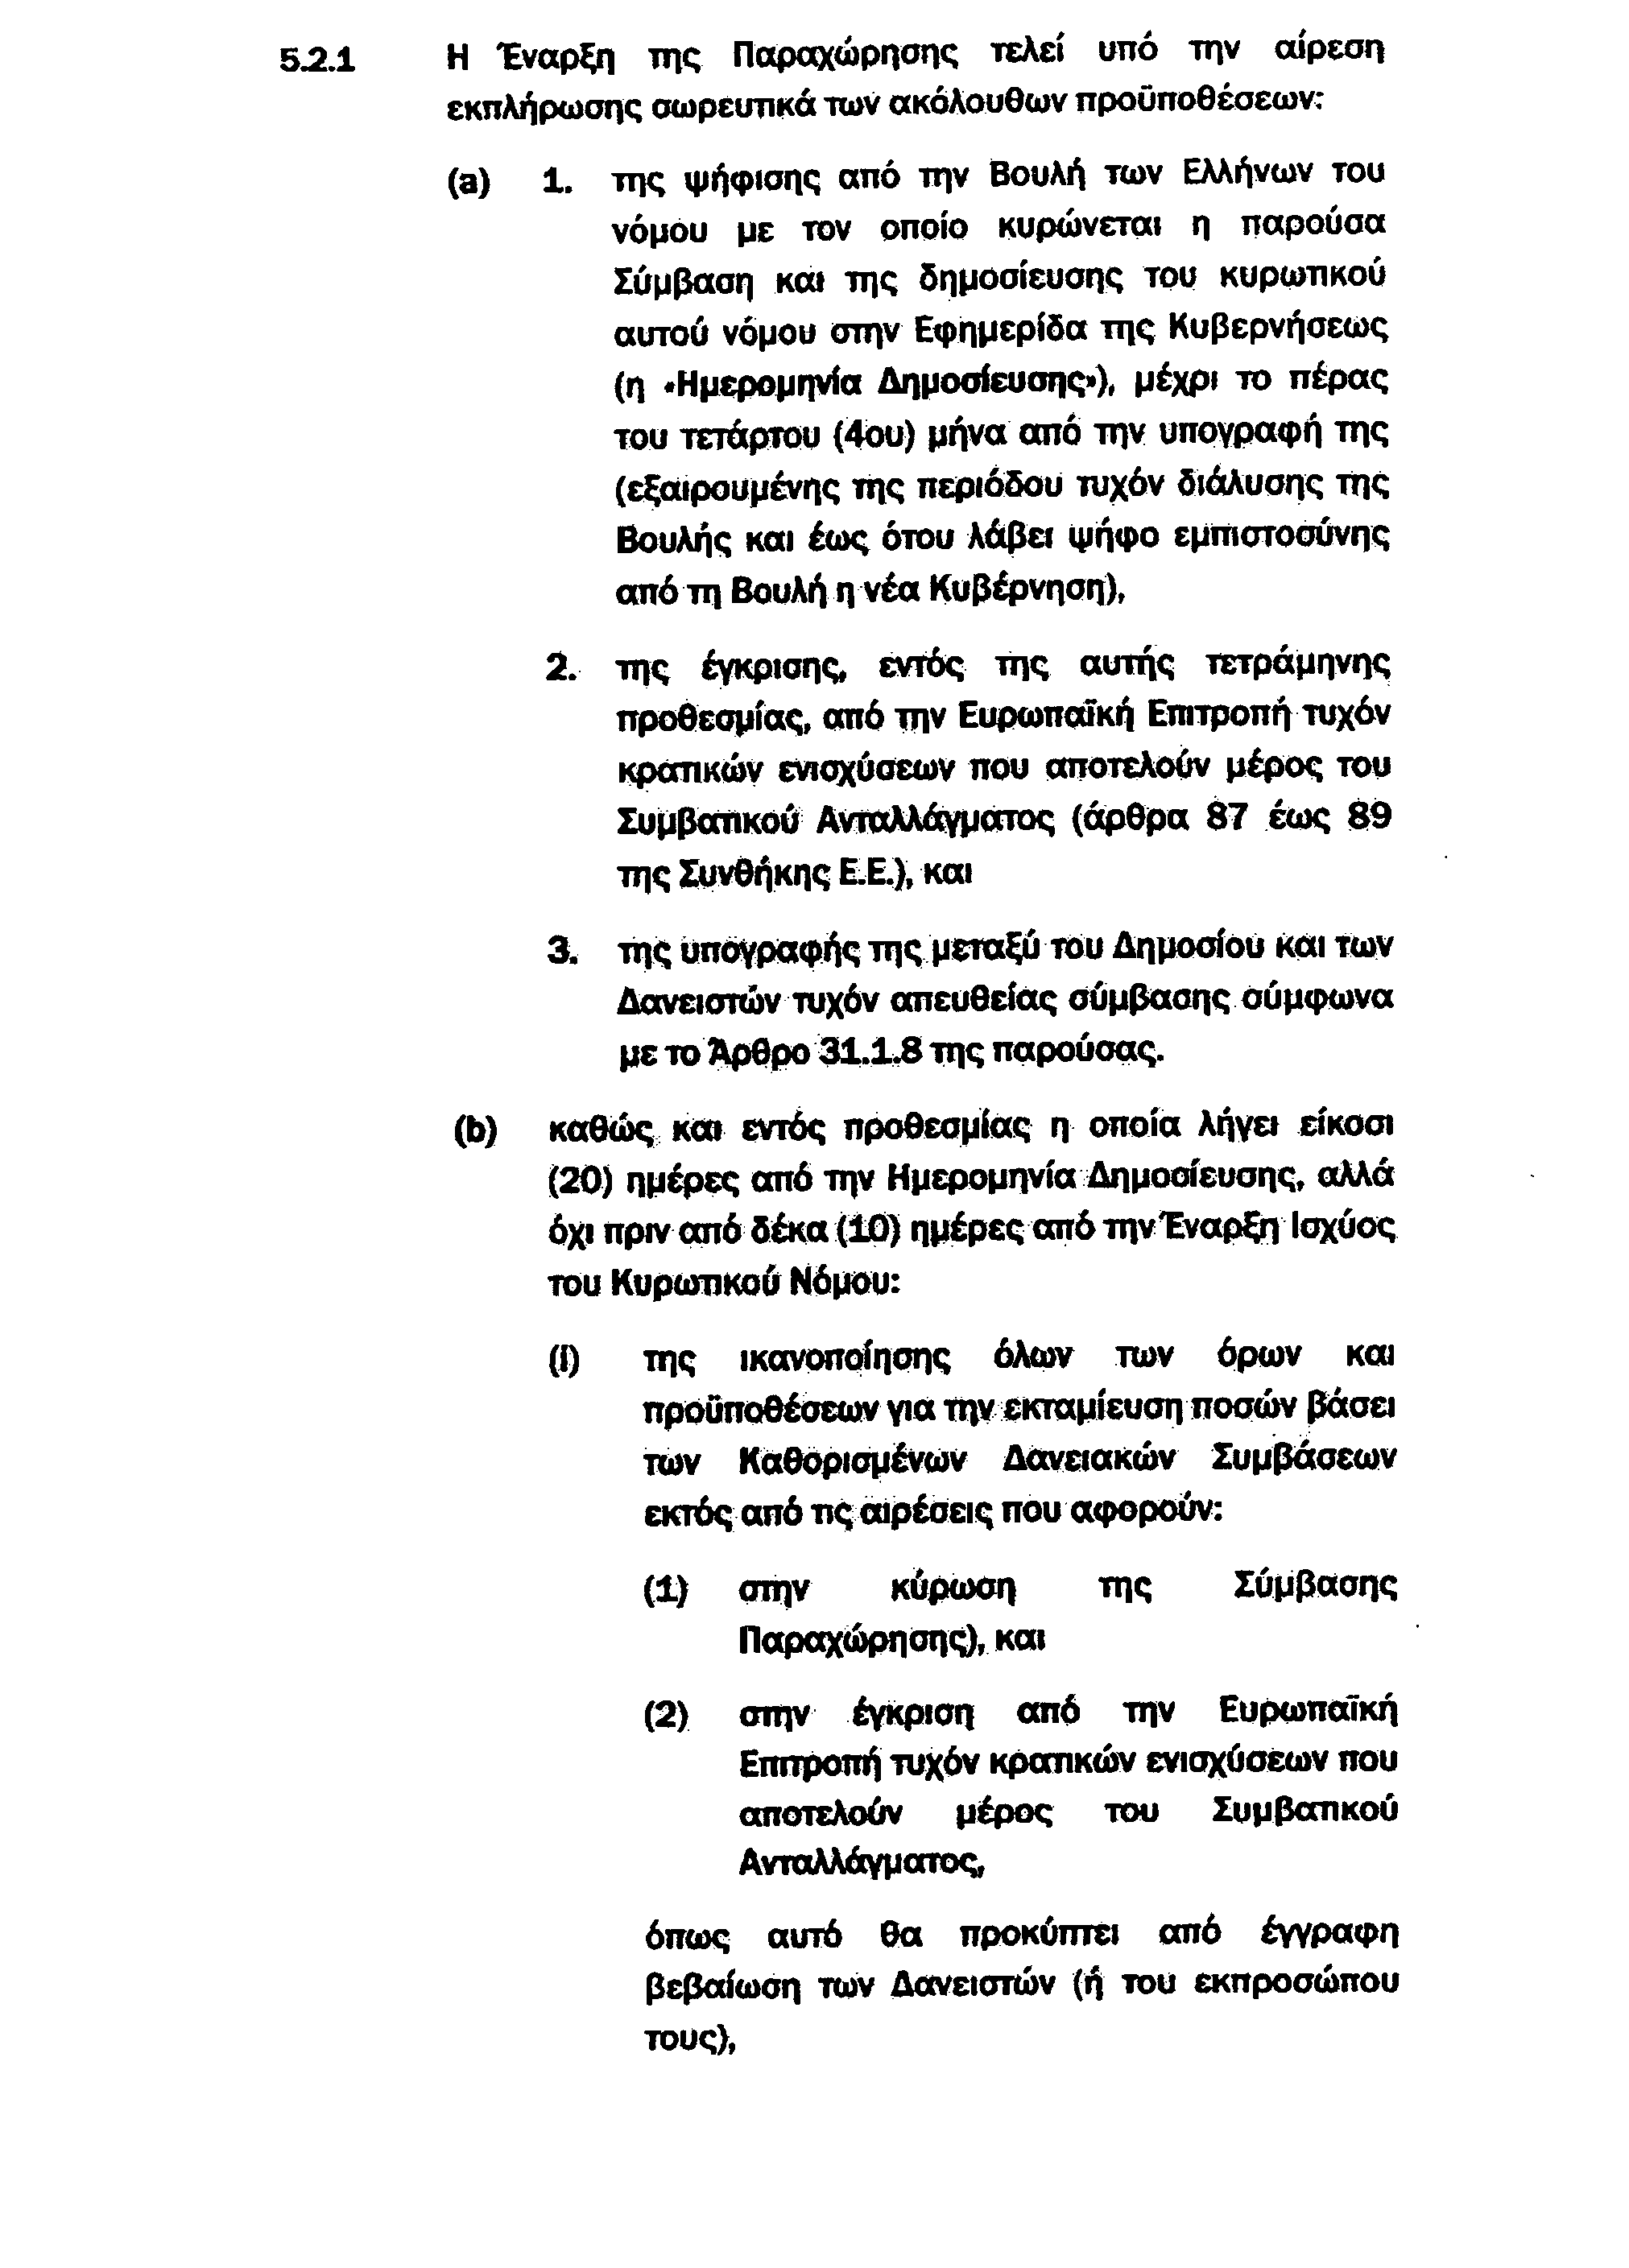 5.2.1 Η Έναρξη της Παραχώρησης τελεί υπό την αίρεση
εκπλήρωσης σωρευτικά των ακόλουθων προϋποθέσεων:
(a) 1. της ψήφισης από την Βουλή των Ελλήνων του
νόμου με τον οποίο κυρώνεται η παρούσα
Σύμβαση και της δημοσίευσης του κυρωτικού
αυτού νόμου στην Εφημερίδα της Κυβερνήσεως
(η «Ημερομηνία Δημοσίευσης»), μέχρι το πέρας
του τετάρτου (4ου) μήνα από την υπογραφή της
(εξαιρουμένης της περιόδου τυχόν διάλυσης της
Βουλής και έως ότου λάβει ψήφο εμπιστοσύνης
από τη Βουλή η νέα Κυβέρνηση),
2. της έγκρισης, εντός της αυτής τετράμηνης
προθεσμίας, από την Ευρωπαϊκή Επιτροπή τυχόν
κρατικών ενισχύσεων που αποτελούν μέρος του
Συμβατικού Ανταλλάγματος (άρθρα 87 έως 89
της Συνθήκης Ε.Ε.), και
3. της υπογραφής της μεταξύ του Δημοσίου και των
Δανειστών τυχόν απευθείας σύμβασης σύμφωνα
με το Άρθρο 31.1.8 της παρούσας.
(b) καθώς και εντός προθεσμίας η οποία λήγει είκοσι
(20) ημέρες από την Ημερομηνία Δημοσίευσης, αλλά
όχι πριν από δέκα (10) ημέρες από την Έναρξη Ισχύος
του Κυρωτικού Νόμου:
(i) της ικανοποίησης όλων των όρων και
προϋποθέσεων για την εκταμίευση ποσών βάσει
των Καθορισμένων Δανειακών Συμβάσεων
εκτός από τις αιρέσεις που αφορούν:
(1) στην κύρωση της Σύμβασης
Παραχώρησης), και
(2) στην έγκριση από την Ευρωπαϊκή
Επιτροπή τυχόν κρατικών ενισχύσεων που
αποτελούν μέρος του Συμβατικού
Ανταλλάγματος,
όπως αυτό θα προκύπτει από έγγραφη
βεβαίωση των Δανειστών (ή του εκπροσώπου
τους),